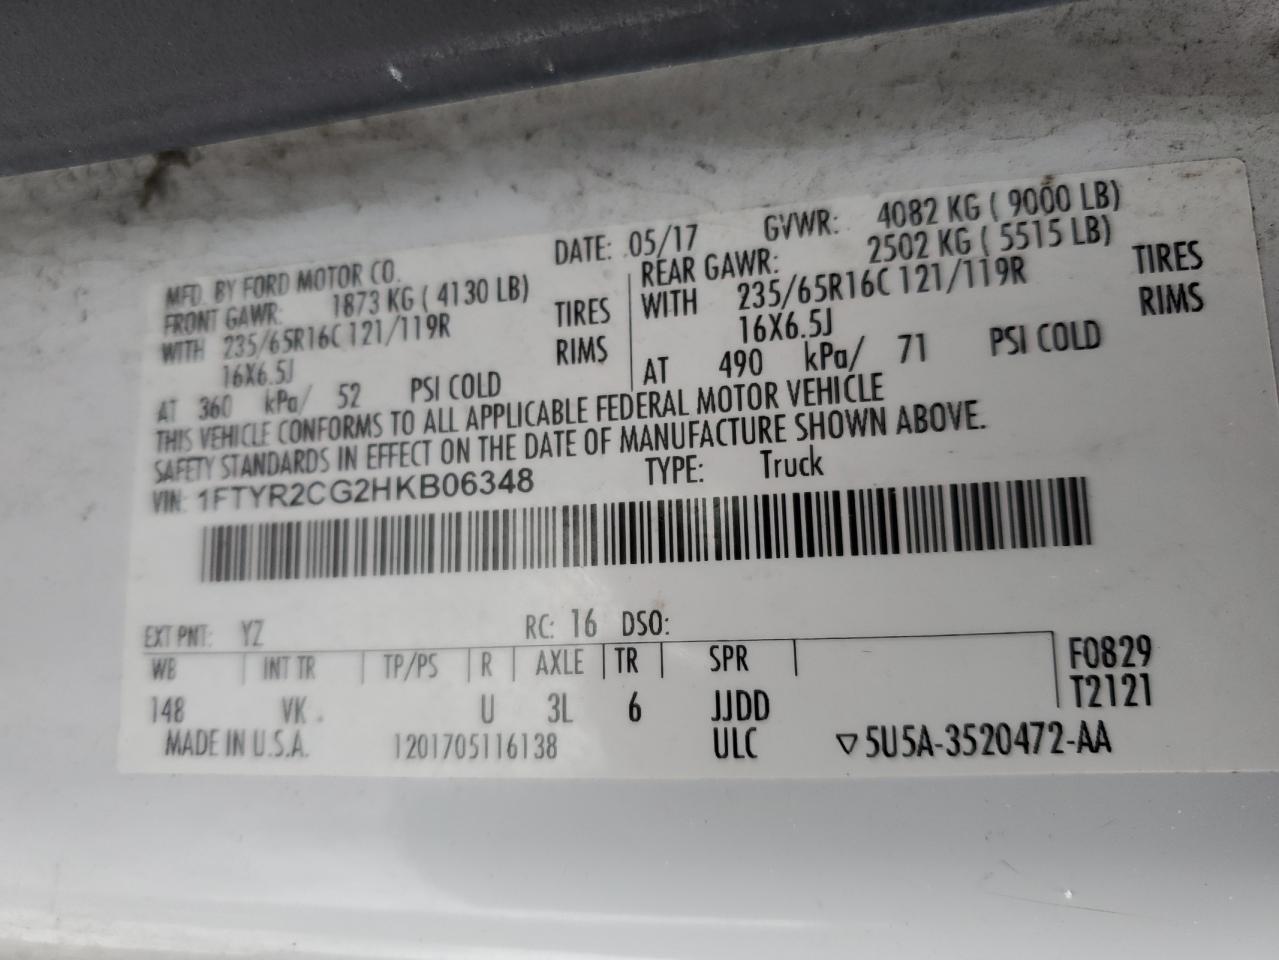 MFD. BY FORD MOTOR CO. DATE: 05/17 GVWR: 4082 KG ( 9000 LB)
FRONT GAWR: 1873 KG ( 4130 LB)
WITH 235/65R16C 121/119R TIRES
16X6.5J RIMS
AT 360 kPa/ 52 PSI COLD
REAR GAWR: 2502 KG ( 5515 LB)
WITH 235/65R16C 121/119R TIRES
16X6.5J RIMS
AT 490 kPa/ 71 PSI COLD
THIS VEHICLE CONFORMS TO ALL APPLICABLE FEDERAL MOTOR VEHICLE
SAFETY STANDARDS IN EFFECT ON THE DATE OF MANUFACTURE SHOWN ABOVE.
VIN: 1FTYR2CG2HKB06348 TYPE: Truck
EXT PNT: YZ RC: 16 DSO:
WB INT TR TP/PS R AXLE TR SPR F0829
148 VK U 3L 6 JJDD T2121
MADE IN U.S.A. 1201705116138 ULC ▽5U5A-3520472-AA